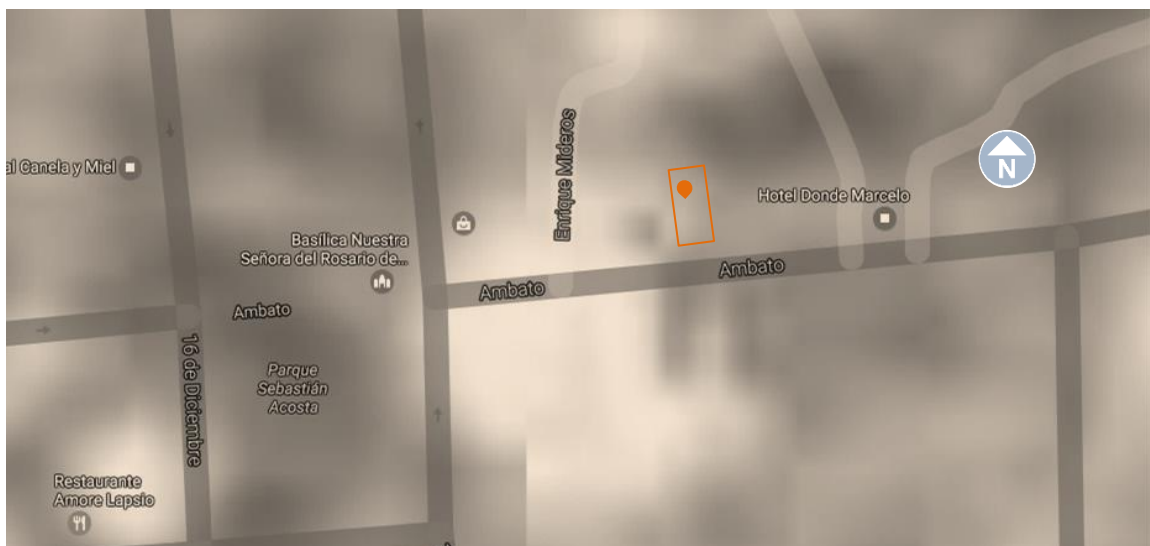 al Canela y Miel
Enrique Mideros
N
Hotel Donde Marcelo
Basílica Nuestra
Señora del Rosario de...
Ambato
Ambato
Ambato
16 de Diciembre
Parque
Sebastián
Acosta
Restaurante
Amore Lapsio